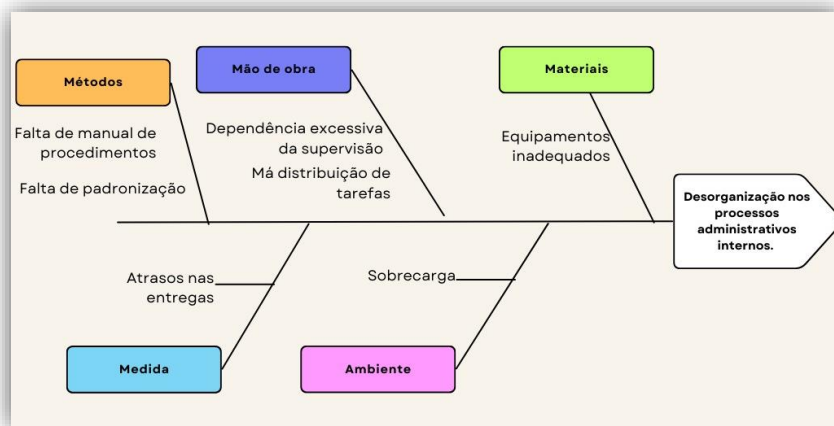 Métodos
Mão de obra
Materiais
Falta de manual de
procedimentos
Falta de padronização
Dependência excessiva
da supervisão
Má distribuição de
tarefas
Equipamentos
inadequados
Desorganização nos
processos
administrativos
internos.
Atrasos nas
entregas
Sobrecarga
Medida
Ambiente